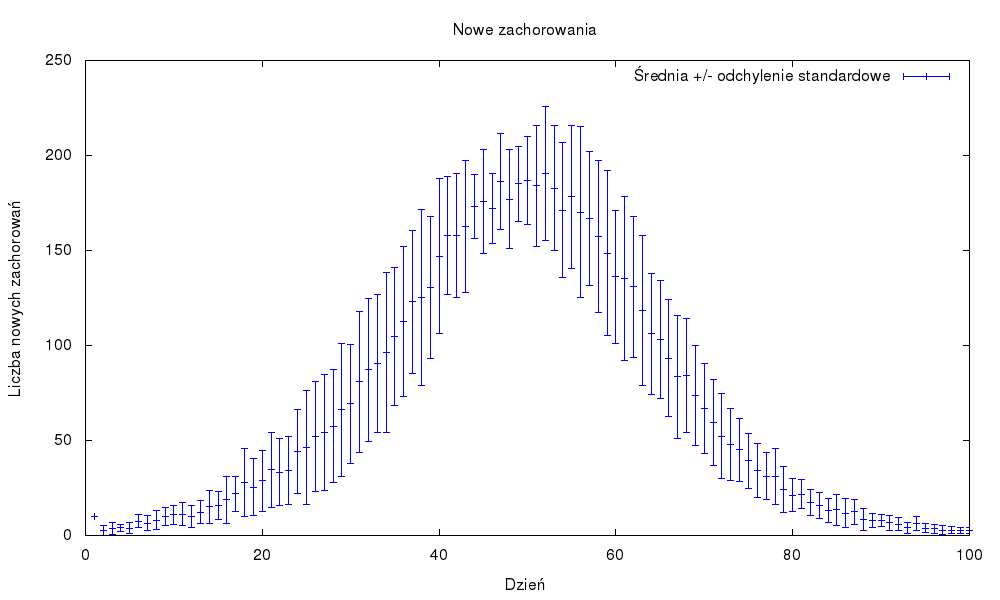 Nowe zachorowania
Średnia +/- odchylenie standardowe
250
200
150
100
50
0
Liczba nowych zachorowań
0 20 40 60 80 100
Dzień